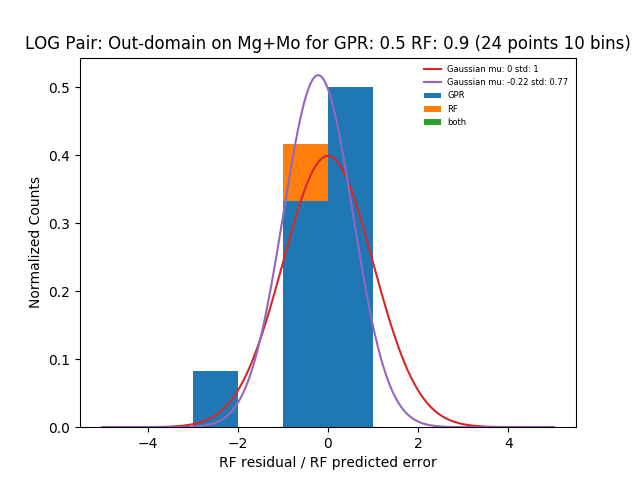 LOG Pair: Out-domain on Mg+Mo for GPR: 0.5 RF: 0.9 (24 points 10 bins)
Gaussian mu: 0 std: 1
Gaussian mu: -0.22 std: 0.77
GPR
RF
both
Normalized Counts
0.5
0.4
0.3
0.2
0.1
0.0
−4 −2 0 2 4
RF residual / RF predicted error